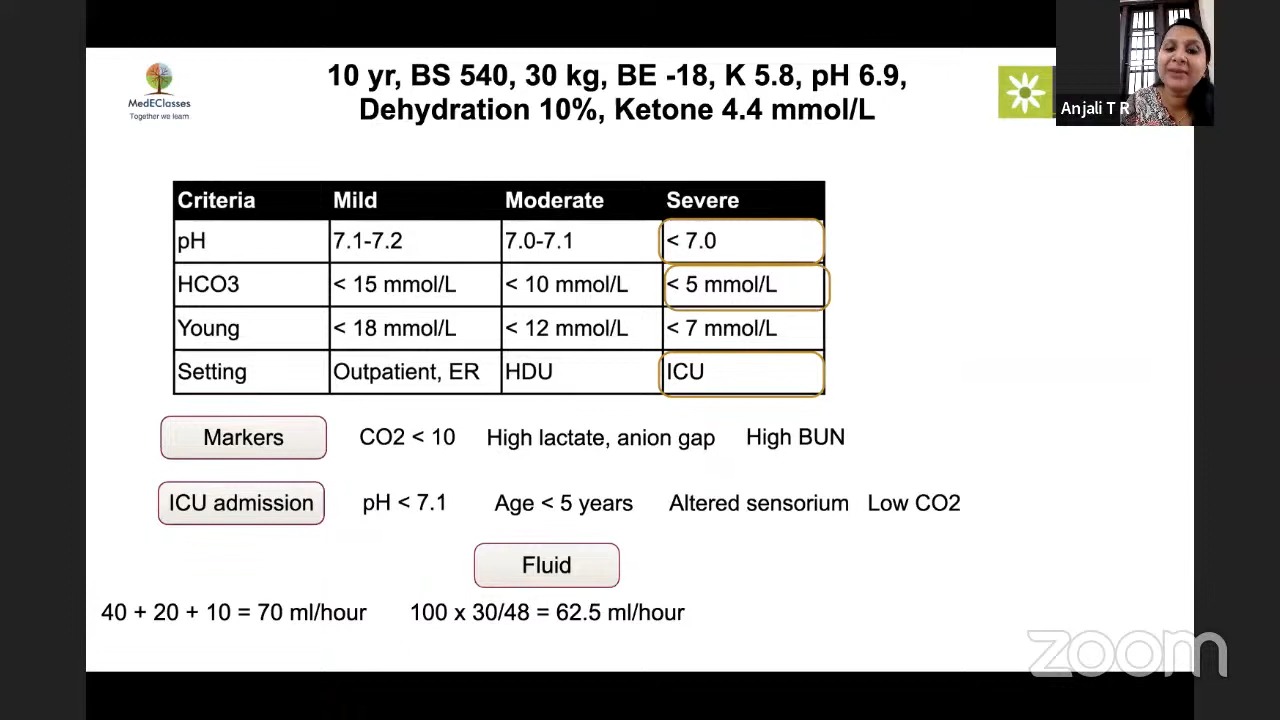 10 yr, BS 540, 30 kg, BE -18, K 5.8, pH 6.9,
Dehydration 10%, Ketone 4.4 mmol/L
MedEClasses
Together we learn
Anjali T R
Criteria Mild Moderate Severe
pH 7.1-7.2 7.0-7.1 < 7.0
HCO3 < 15 mmol/L < 10 mmol/L < 5 mmol/L
Young < 18 mmol/L < 12 mmol/L < 7 mmol/L
Setting Outpatient, ER HDU ICU
Markers CO2 < 10 High lactate, anion gap High BUN
ICU admission pH < 7.1 Age < 5 years Altered sensorium Low CO2
Fluid
40 + 20 + 10 = 70 ml/hour 100 x 30/48 = 62.5 ml/hour
zoom